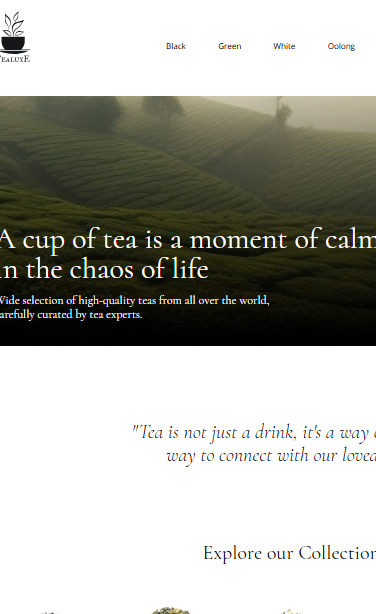 TEALUXE
Black Green White Oolong
A cup of tea is a moment of calm
in the chaos of life
Wide selection of high-quality teas from all over the world,
carefully curated by tea experts.
"Tea is not just a drink, it's a way
way to connect with our loved
Explore our Collection